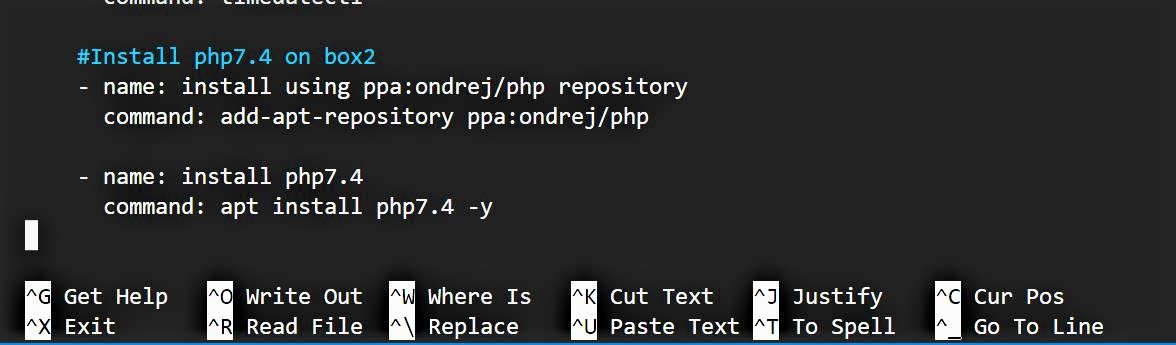 command: timedatectl
#Install php7.4 on box2
- name: install using ppa:ondrej/php repository
command: add-apt-repository ppa:ondrej/php
- name: install php7.4
command: apt install php7.4 -y
^G Get Help ^O Write Out ^W Where Is ^K Cut Text ^J Justify ^C Cur Pos
^X Exit ^R Read File ^\ Replace ^U Paste Text ^T To Spell ^_ Go To Line